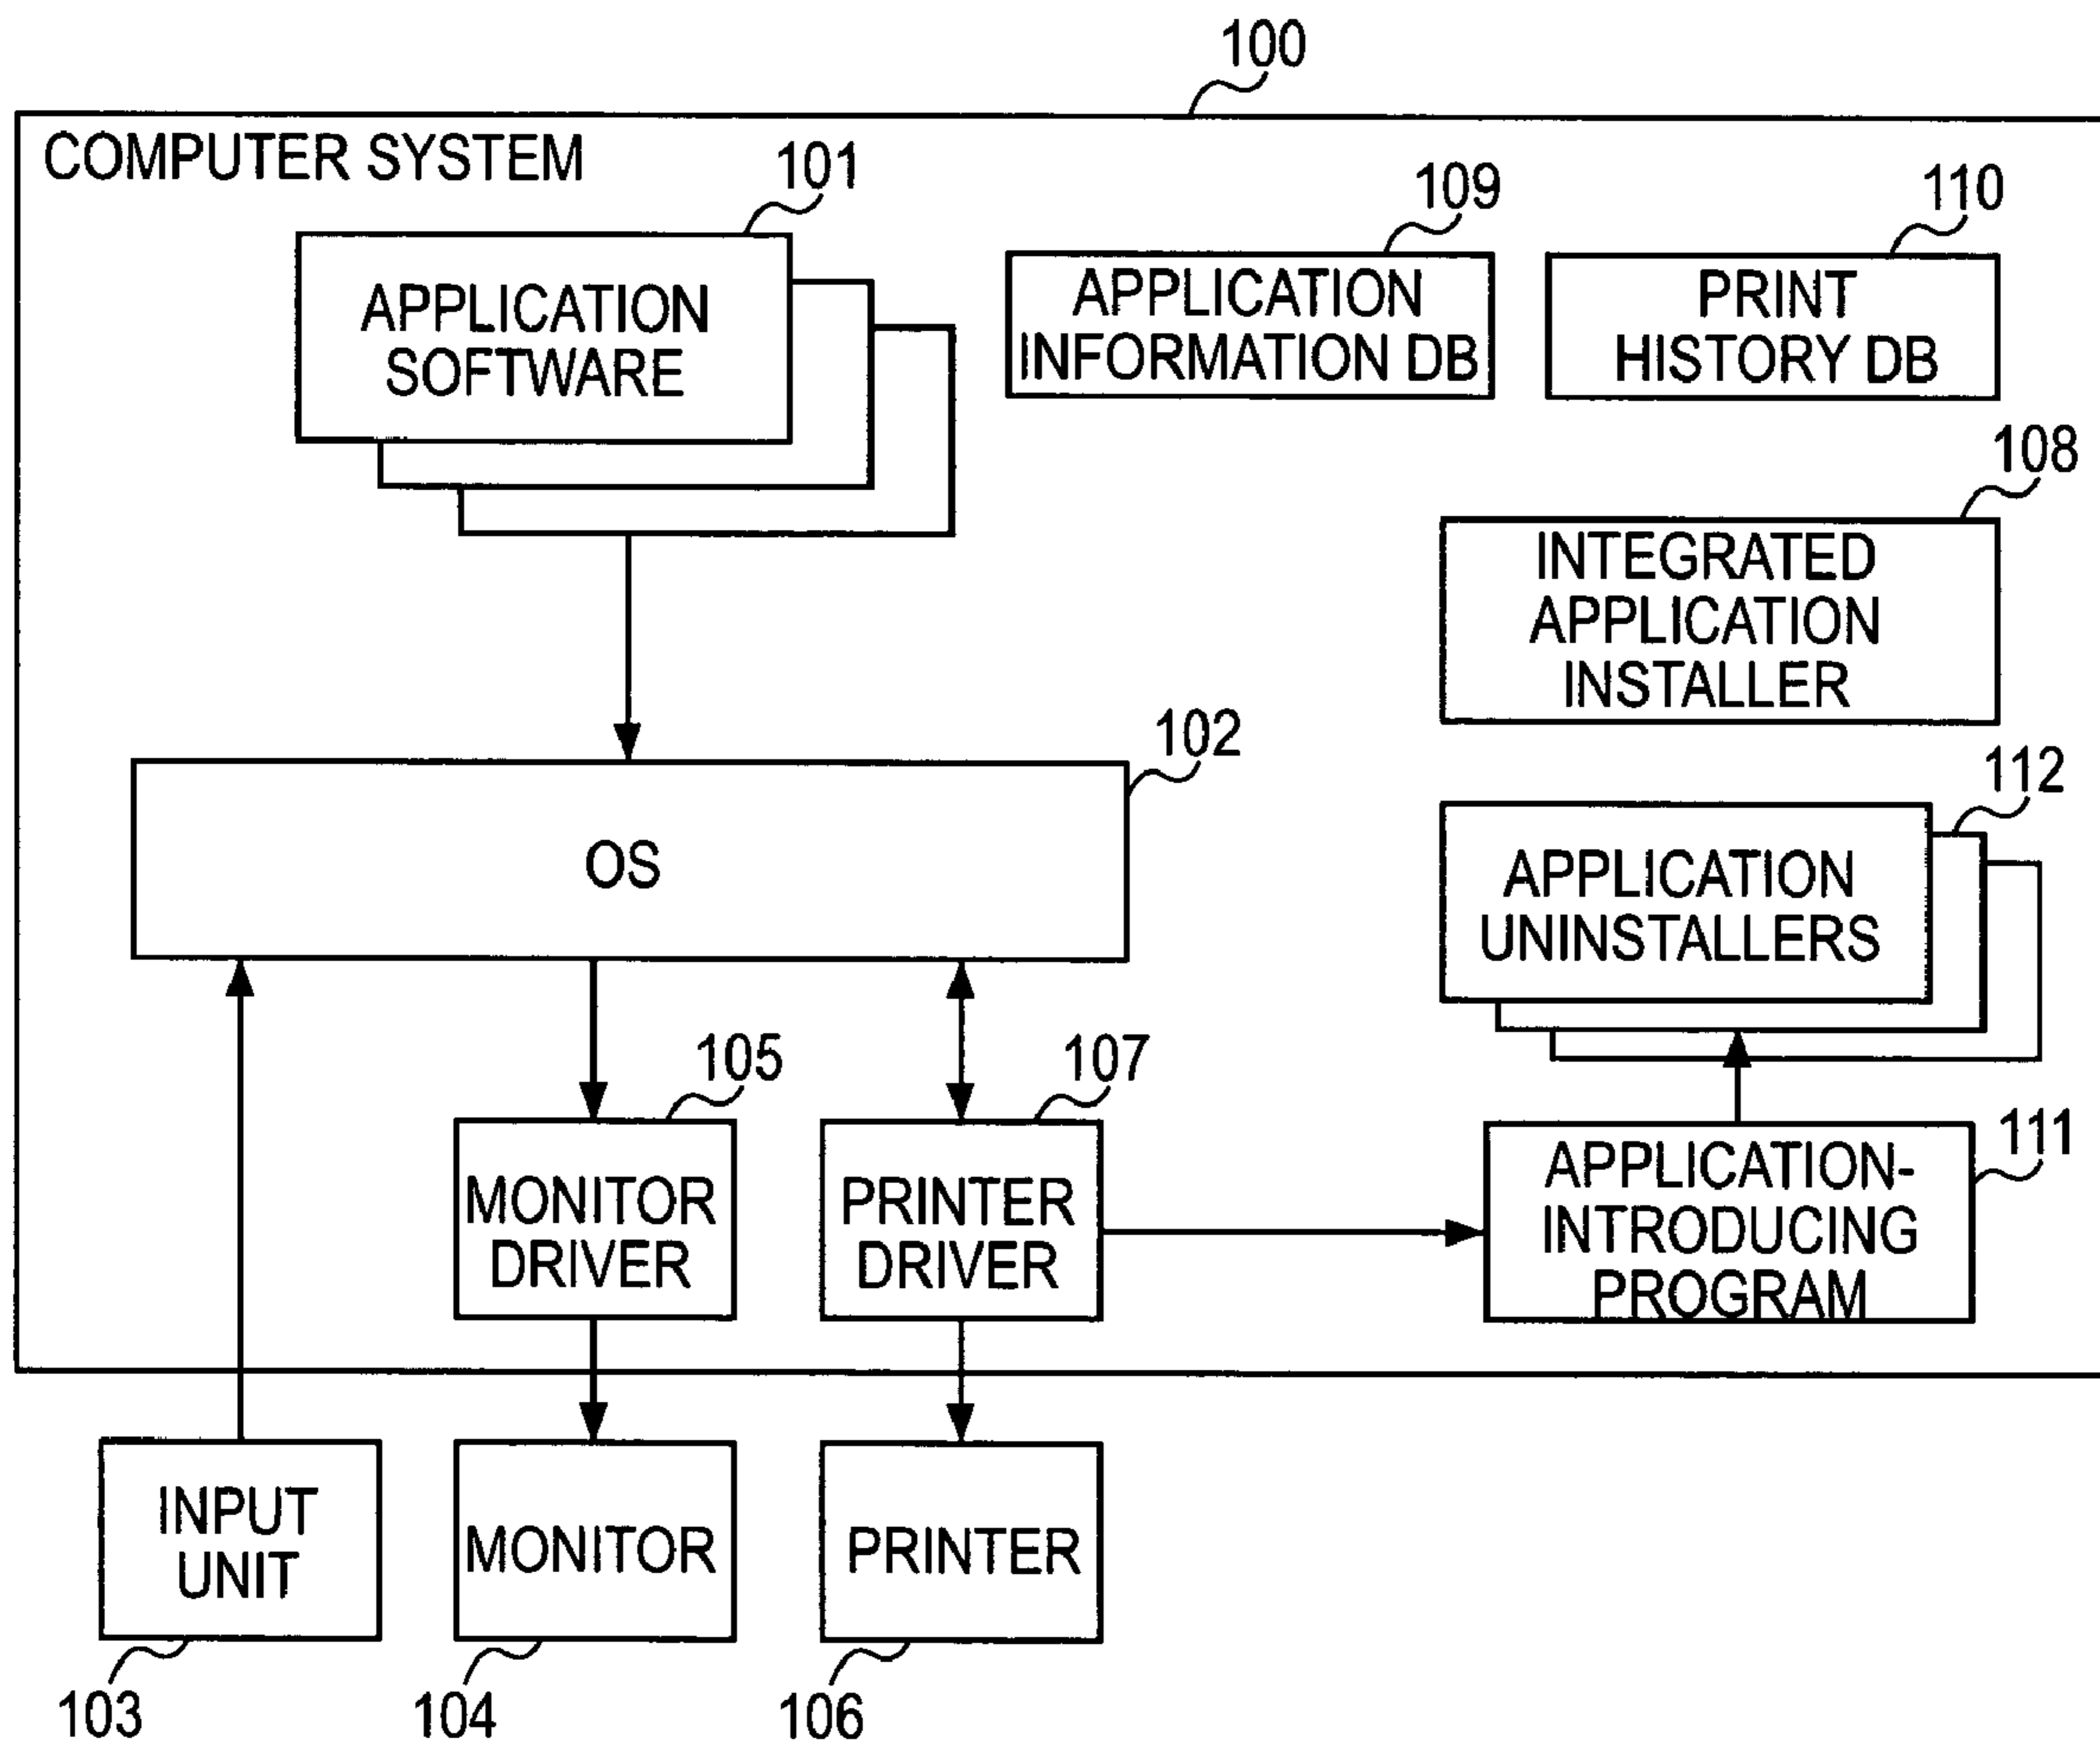 100
COMPUTER SYSTEM
101
109
110
APPLICATION
SOFTWARE
APPLICATION
INFORMATION DB
PRINT
HISTORY DB
108
INTEGRATED
APPLICATION
INSTALLER
102
OS
112
APPLICATION
UNINSTALLERS
105
107
111
MONITOR
DRIVER
PRINTER
DRIVER
APPLICATION-
INTRODUCING
PROGRAM
INPUT
UNIT
MONITOR
PRINTER
103
104
106